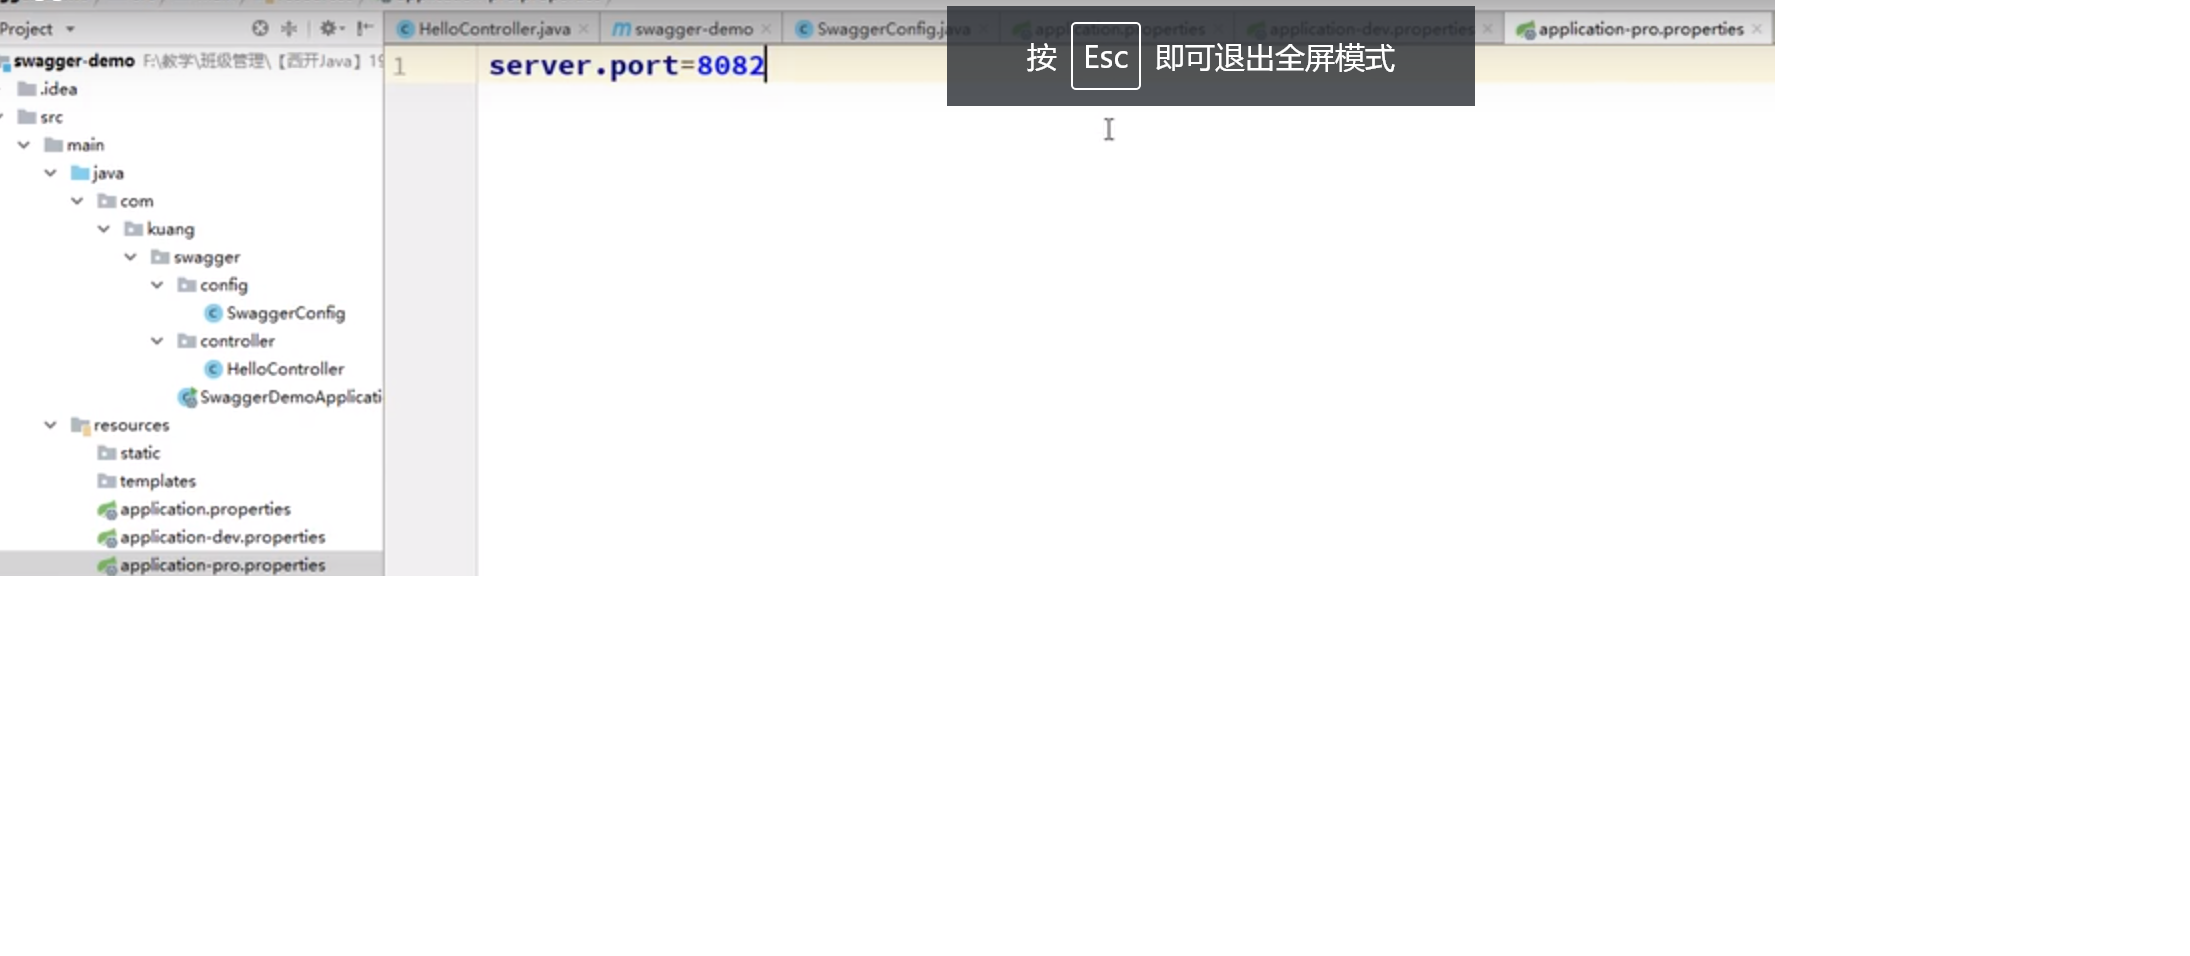 Project
HelloController.java
swagger-demo
SwaggerConfig.java
application.properties
application-dev.properties
application-pro.properties
按 Esc 即可退出全屏模式
swagger-demo F:\教学\班级管理\【西开Java】19
1 server.port=8082
.idea
src
main
java
com
kuang
swagger
config
SwaggerConfig
controller
HelloController
SwaggerDemoApplicati
resources
static
templates
application.properties
application-dev.properties
application-pro.properties